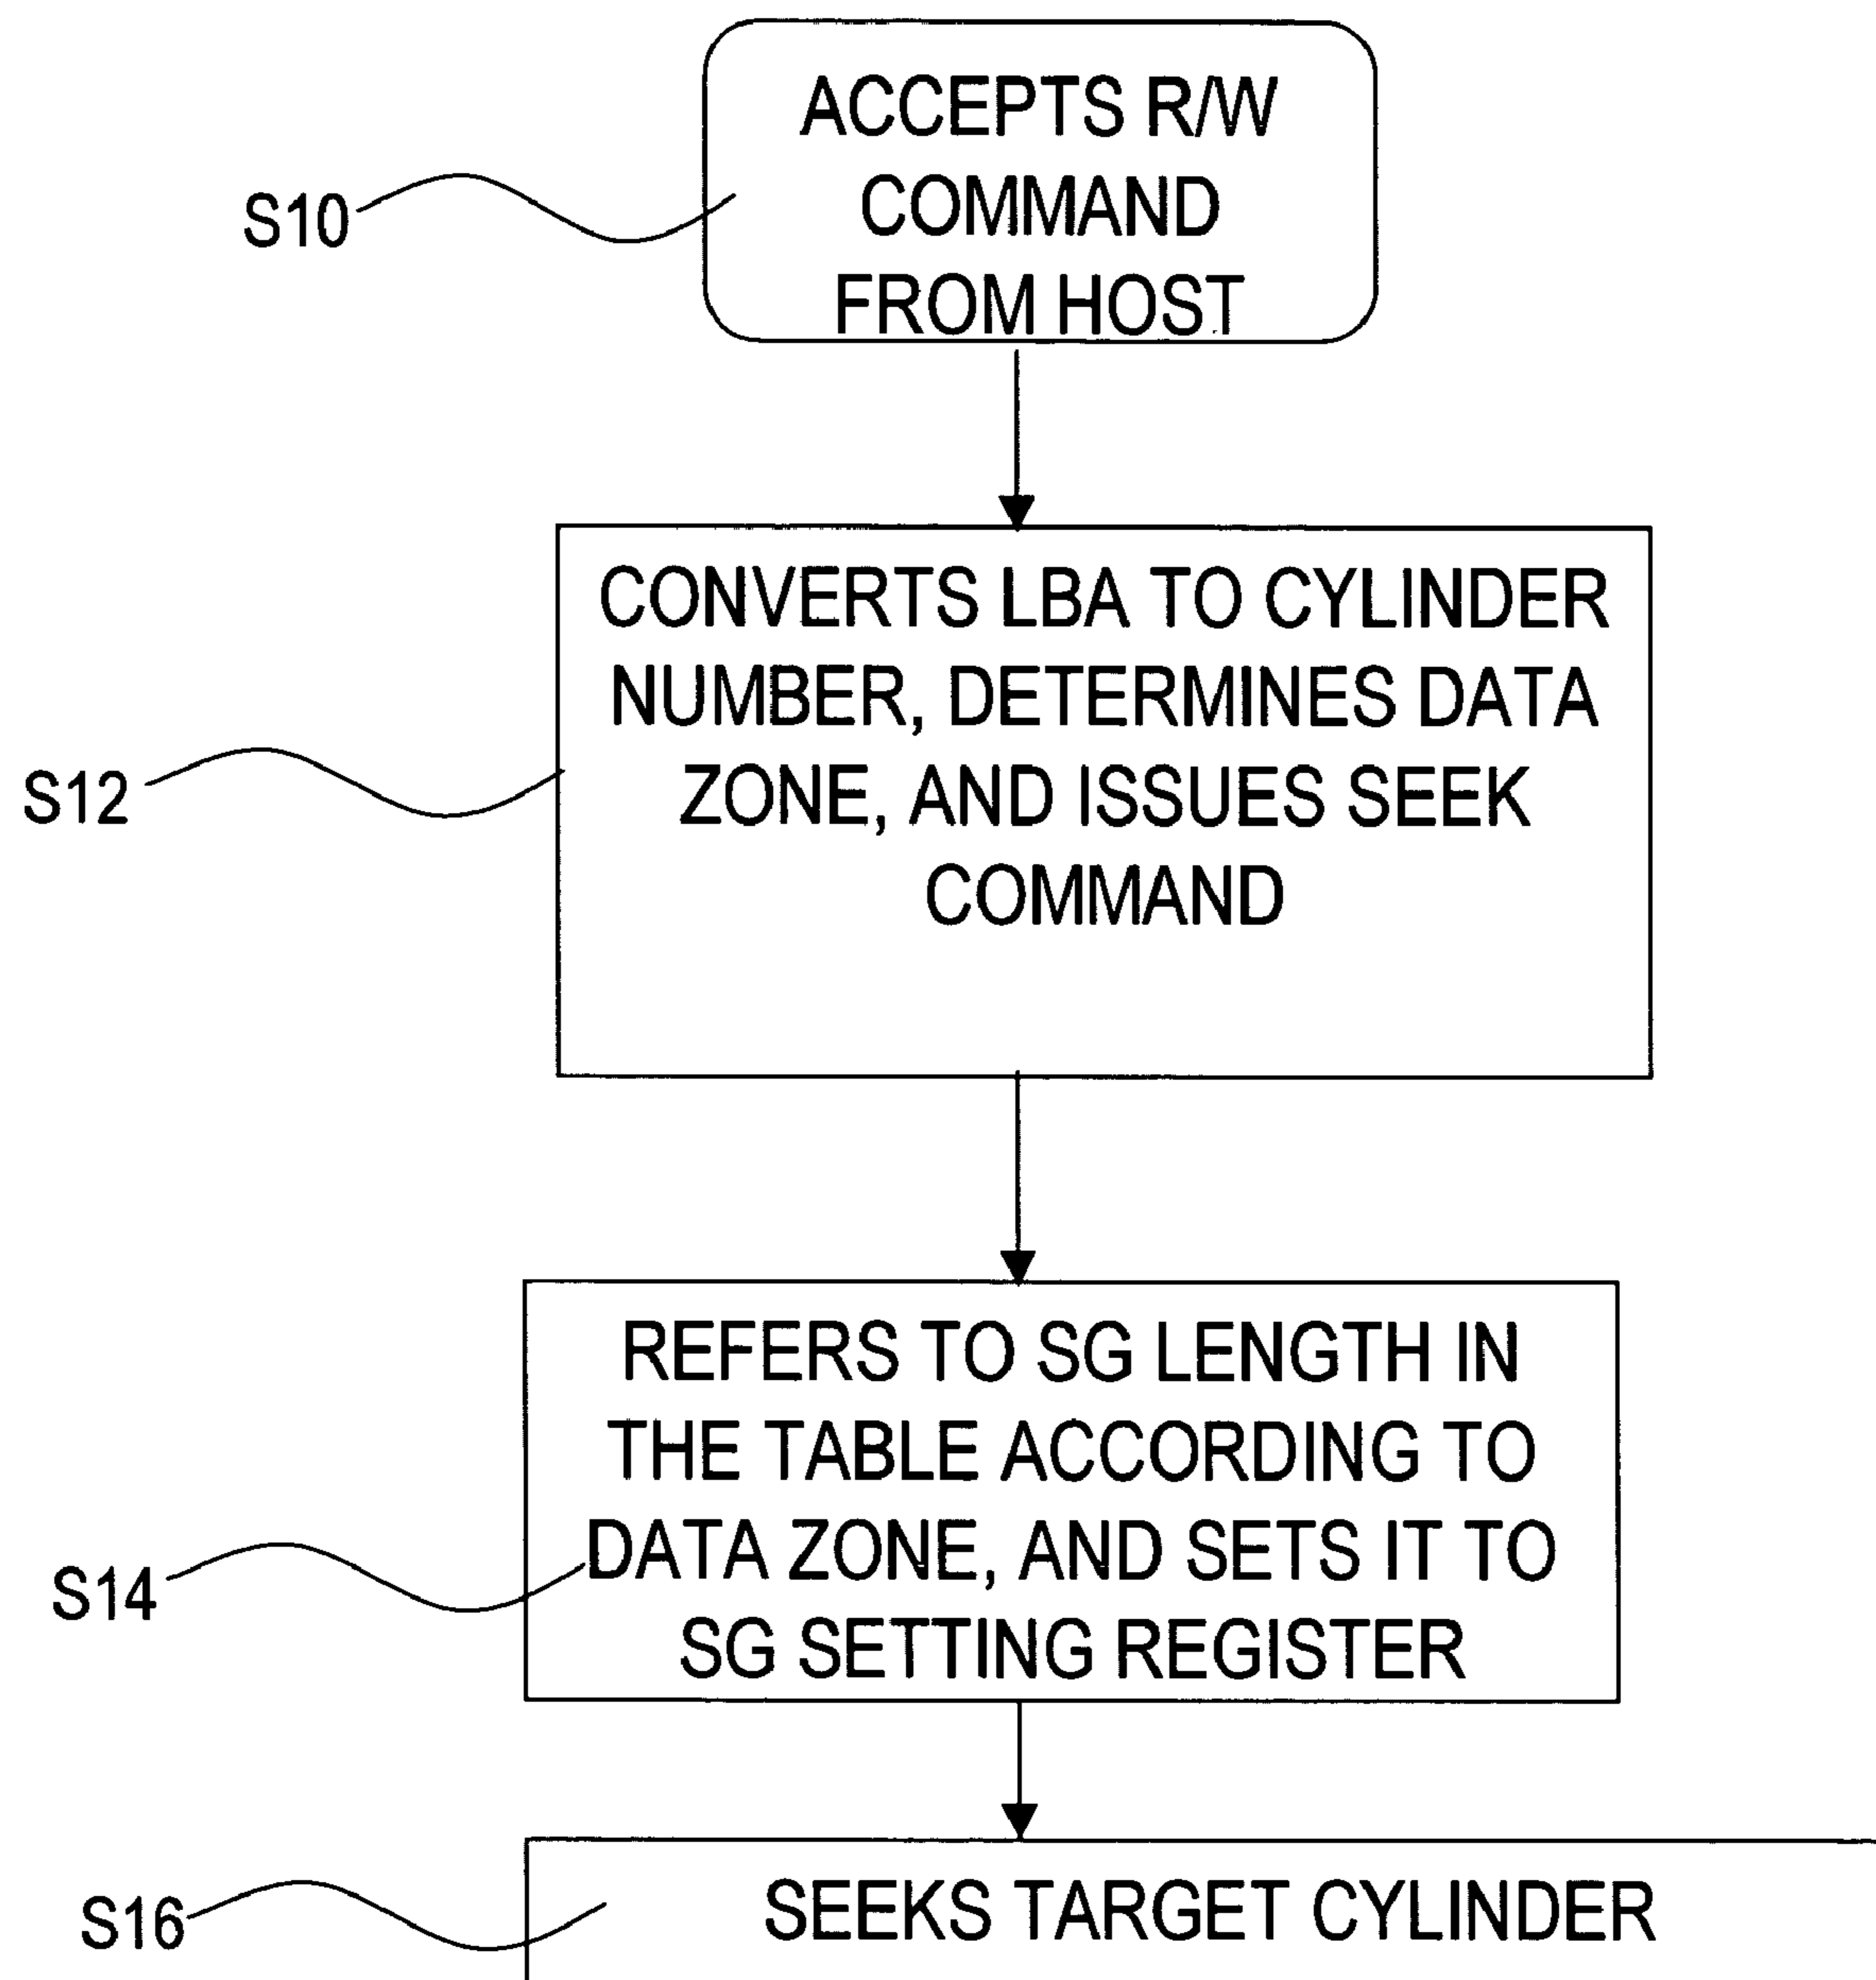 ACCEPTS R/W
COMMAND
FROM HOST
S10
CONVERTS LBA TO CYLINDER
NUMBER, DETERMINES DATA
ZONE, AND ISSUES SEEK
COMMAND
S12
REFERS TO SG LENGTH IN
THE TABLE ACCORDING TO
DATA ZONE, AND SETS IT TO
SG SETTING REGISTER
S14
SEEKS TARGET CYLINDER
S16